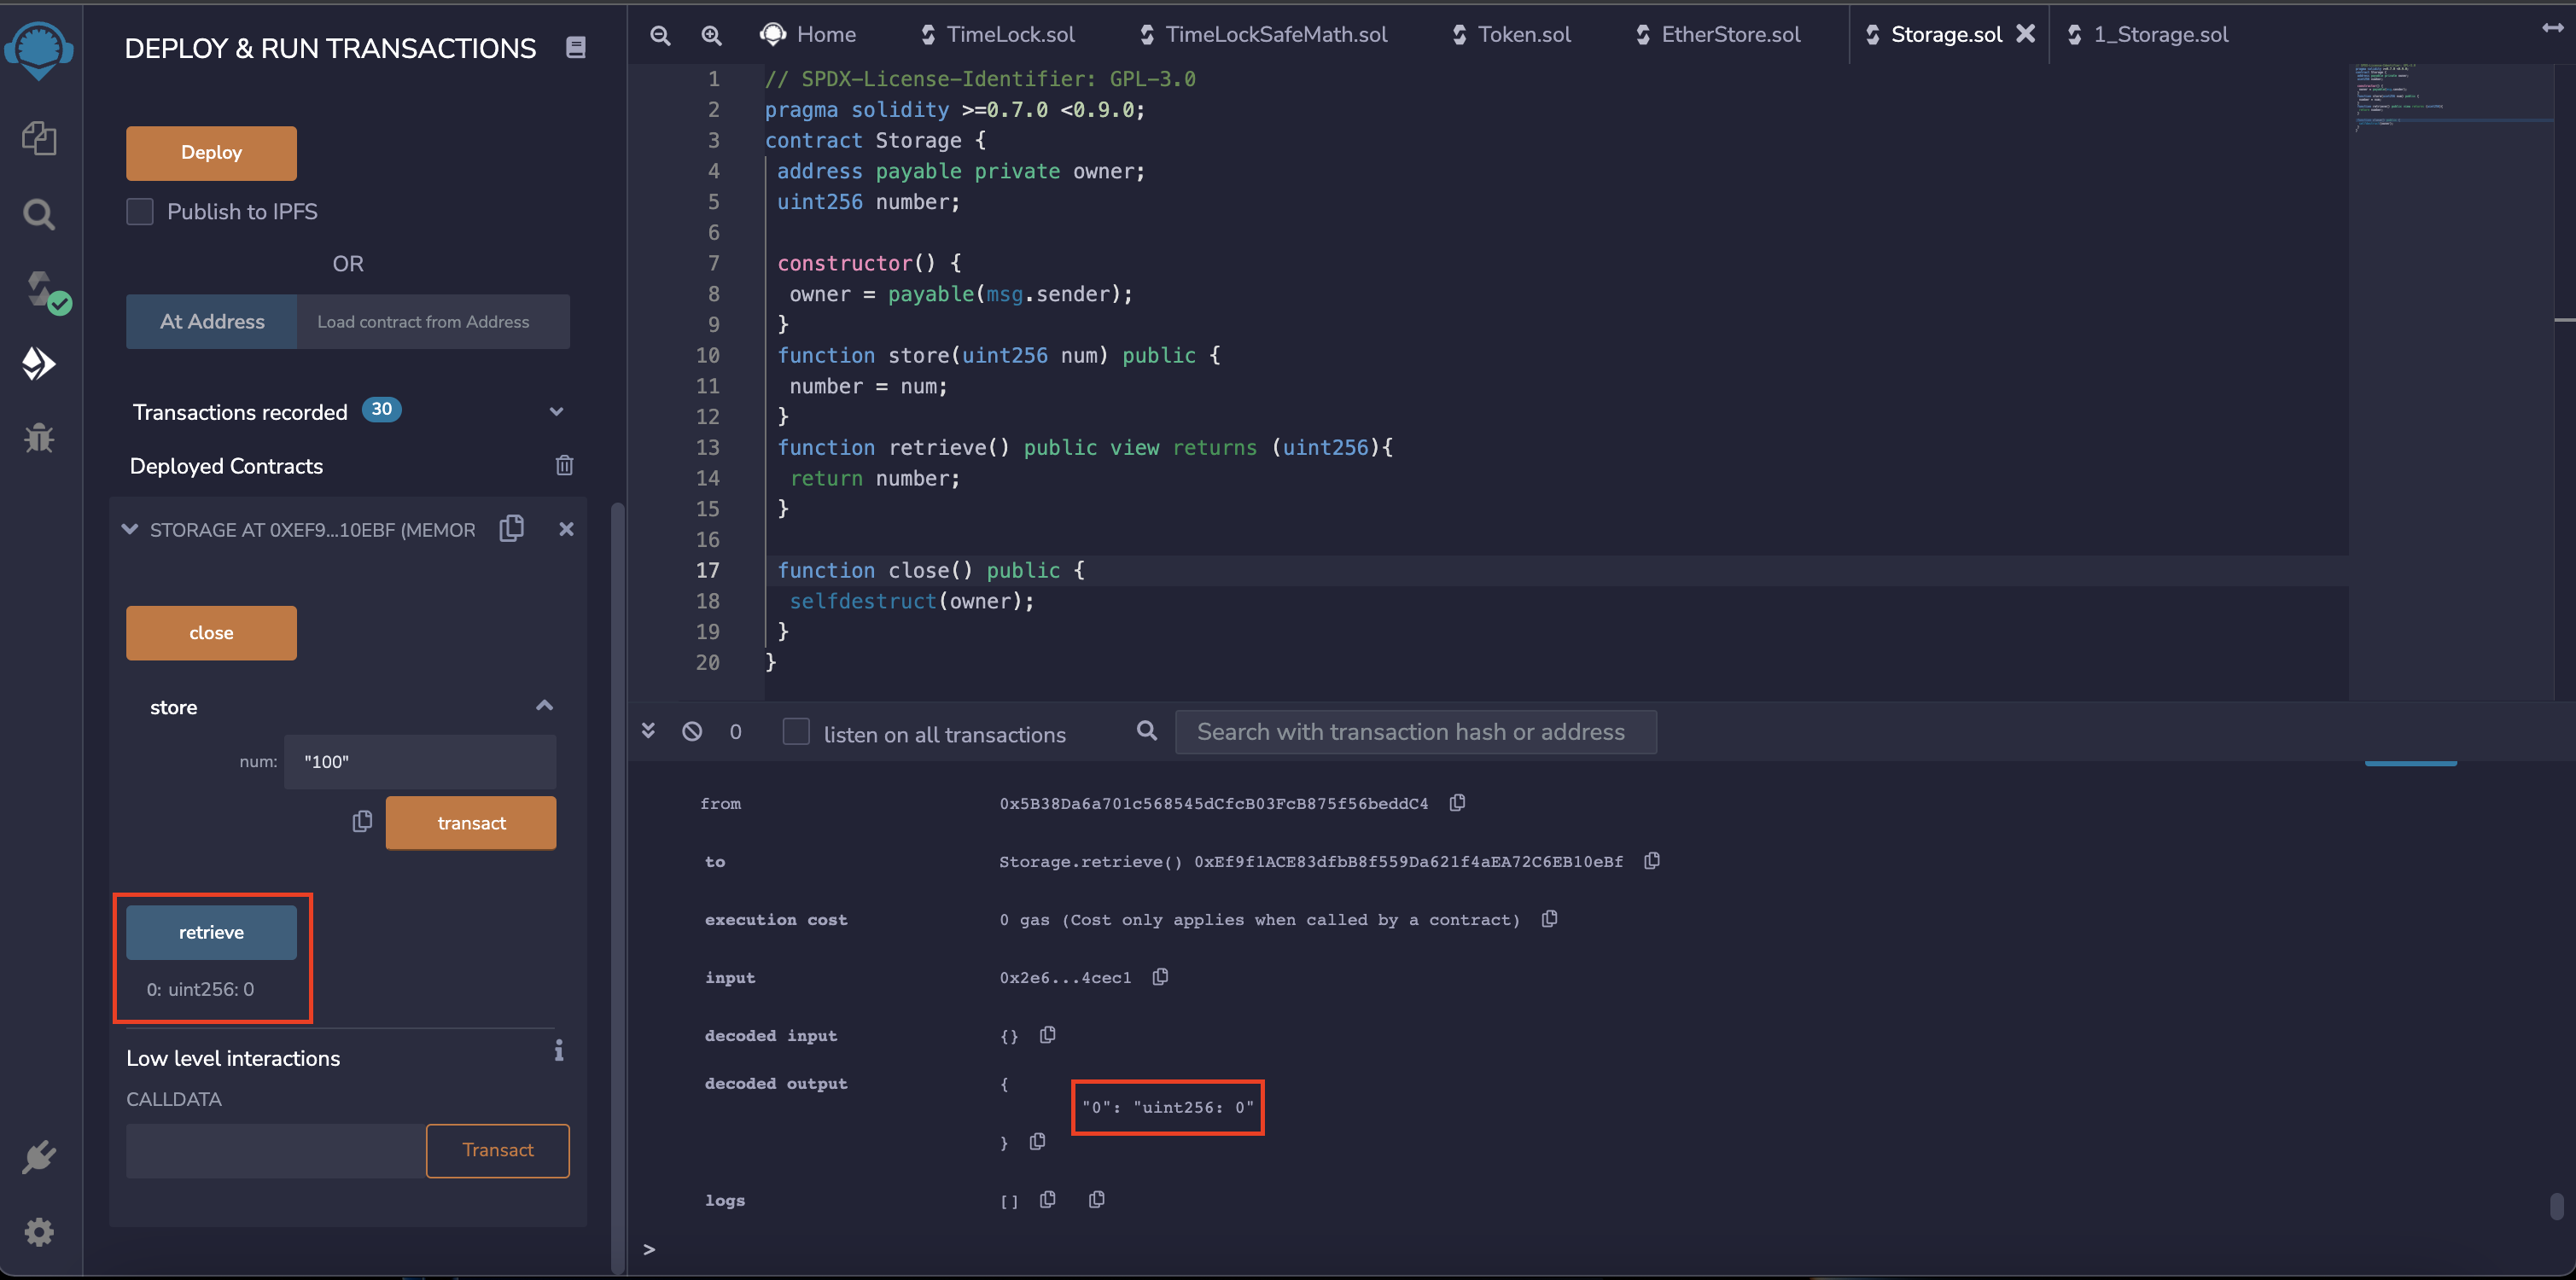 DEPLOY & RUN TRANSACTIONS
Deploy
Publish to IPFS
OR
At Address
Load contract from Address
Transactions recorded 30
Deployed Contracts
STORAGE AT 0XEF9...10EBF (MEMOR
close
store
num: "100"
transact
retrieve
0: uint256: 0
Low level interactions
CALLDATA
Transact
Home TimeLock.sol TimeLockSafeMath.sol Token.sol EtherStore.sol Storage.sol 1_Storage.sol
1 // SPDX-License-Identifier: GPL-3.0
2 pragma solidity >=0.7.0 <0.9.0;
3 contract Storage {
4 address payable private owner;
5 uint256 number;
6
7 constructor() {
8 owner = payable(msg.sender);
9 }
10 function store(uint256 num) public {
11 number = num;
12 }
13 function retrieve() public view returns (uint256){
14 return number;
15 }
16
17 function close() public {
18 selfdestruct(owner);
19 }
20 }
0 listen on all transactions Search with transaction hash or address
from 0x5B38Da6a701c568545dCfcB03FcB875f56beddC4
to Storage.retrieve() 0xEf9f1ACE83dfbB8f559Da621f4aEA72C6EB10eBf
execution cost 0 gas (Cost only applies when called by a contract)
input 0x2e6...4cec1
decoded input {}
decoded output {
"0": "uint256: 0"
}
logs []
>